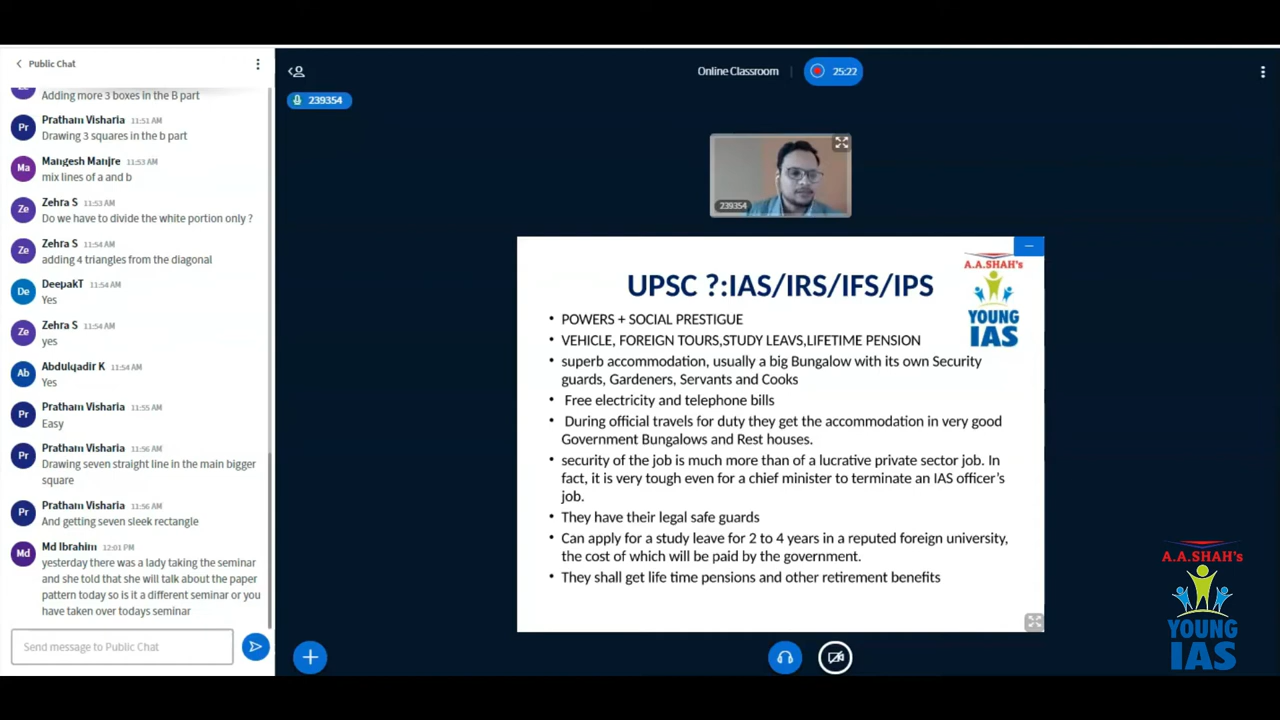 Public Chat
Adding more 3 boxes in the B part
Pr
Pratham Visharia 11:51 AM
Drawing 3 squares in the b part
Ma
Mangesh Manjre 11:53 AM
mix lines of a and b
Ze
Zehra S 11:53 AM
Do we have to divide the white portion only ?
Ze
Zehra S 11:54 AM
adding 4 triangles from the diagonal
De
DeepakT 11:54 AM
Yes
Ze
Zehra S 11:54 AM
yes
Ab
Abdulqadir K 11:54 AM
Yes
Pr
Pratham Visharia 11:55 AM
Easy
Pr
Pratham Visharia 11:56 AM
Drawing seven straight line in the main bigger
square
Pr
Pratham Visharia 11:56 AM
And getting seven sleek rectangle
Md
Md Ibrahim 12:01 PM
yesterday there was a lady taking the seminar
and she told that she will talk about the paper
pattern today so is it a different seminar or you
have taken over todays seminar
Send message to Public Chat
Online Classroom
25:22
239354
239354
UPSC ?:IAS/IRS/IFS/IPS
A.A.SHAH's
YOUNG
IAS
• POWERS + SOCIAL PRESTIGUE
• VEHICLE, FOREIGN TOURS,STUDY LEAVS,LIFETIME PENSION
• superb accommodation, usually a big Bungalow with its own Security
guards, Gardeners, Servants and Cooks
• Free electricity and telephone bills
• During official travels for duty they get the accommodation in very good
Government Bungalows and Rest houses.
• security of the job is much more than of a lucrative private sector job. In
fact, it is very tough even for a chief minister to terminate an IAS officer's
job.
• They have their legal safe guards
• Can apply for a study leave for 2 to 4 years in a reputed foreign university,
the cost of which will be paid by the government.
• They shall get life time pensions and other retirement benefits
A.A.SHAH's
YOUNG
IAS